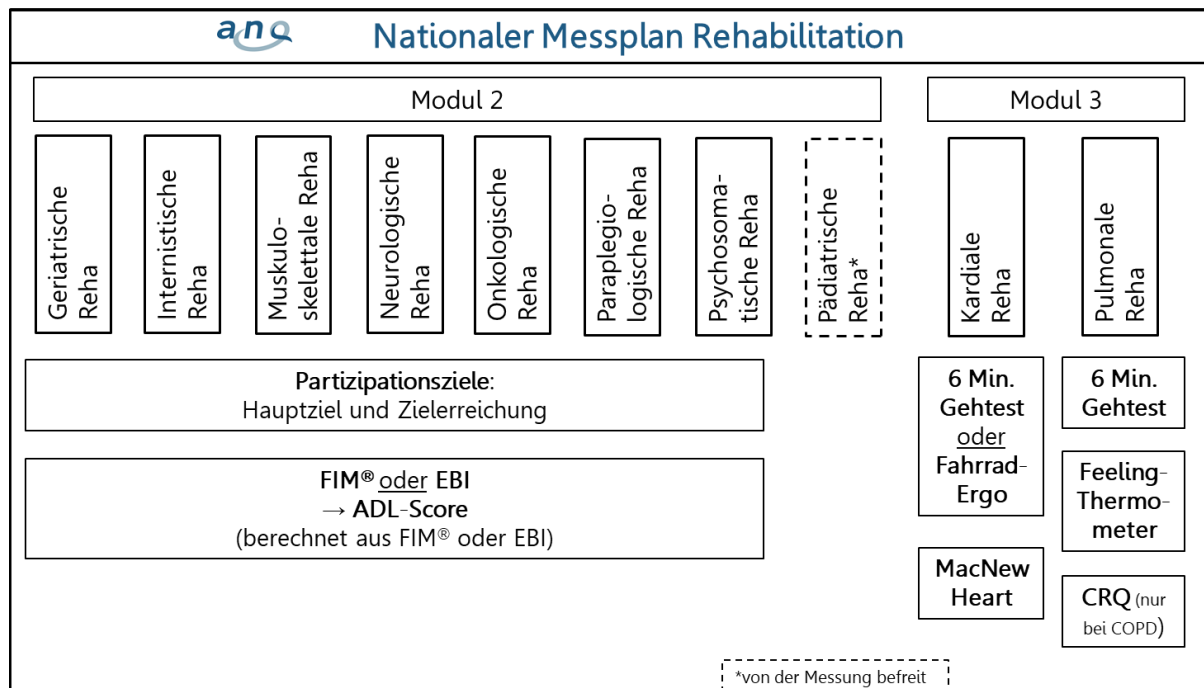 anq Nationaler Messplan Rehabilitation
Modul 2
Modul 3
Geriatrische
Reha
Internistische
Reha
Muskulo-
skelettale Reha
Neurologische
Reha
Onkologische
Reha
Paraplegio-
logische Reha
Psychosoma-
tische Reha
Pädiatrische
Reha*
Kardiale
Reha
Pulmonale
Reha
Partizipationsziele:
Hauptziel und Zielerreichung
FIM® oder EBI
→ ADL-Score
(berechnet aus FIM® oder EBI)
6 Min.
Gehtest
oder
Fahrrad-
Ergo
MacNew
Heart
6 Min.
Gehtest
Feeling-
Thermo-
meter
CRQ (nur
bei COPD)
*von der Messung befreit